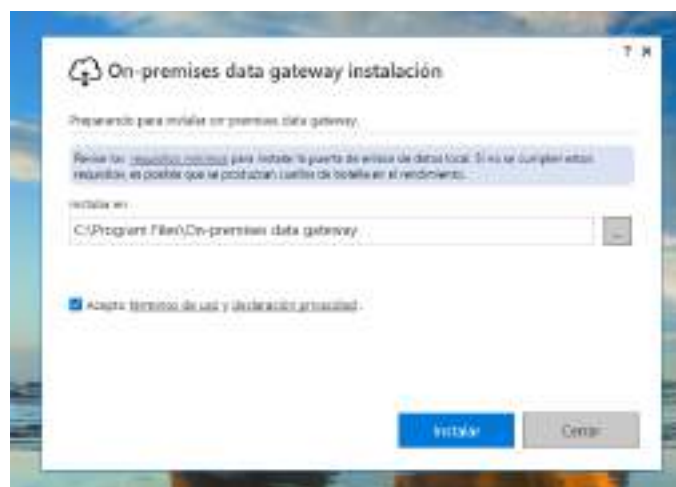 On-premises data gateway instalación
? ×
Preparando para instalar on-premises data gateway.
Revise los requisitos mínimos para instalar la puerta de enlace de datos local. Si no se cumplen estos
requisitos, es posible que se produzcan cuellos de botella en el rendimiento.
Instalar en
C:\Program Files\On-premises data gateway
...
Acepto términos de uso y declaración privacidad .
Instalar
Cerrar